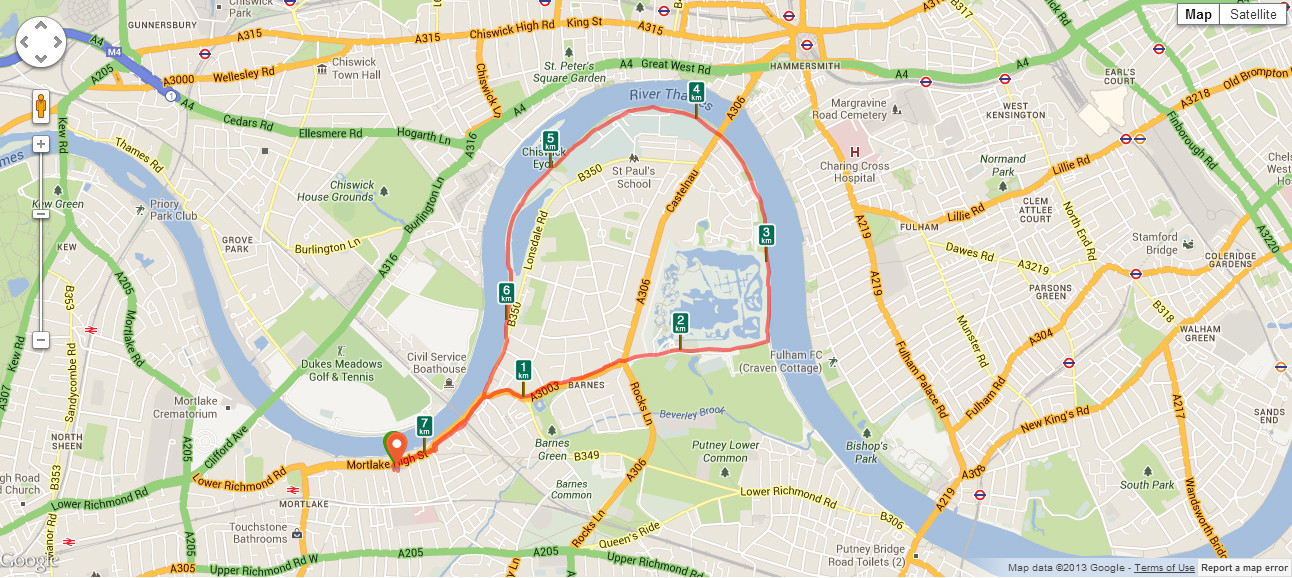 GUNNERSBURY
Chiswick
Park
A315
A315
Chiswick High Rd
King St
A315
B317
Map
Satellite
A4
M4
A205
A3000
Wellesley Rd
Chiswick
Town Hall
St. Peter's
Square Garden
A4
Great West Rd
HAMMERSMITH
A4
A4
EARL'S
COURT
Old Brompton
A3218
1
A4
Cedars Rd
Ellesmere Rd
Hogarth Ln
A316
Chiswick Ln
River Thames
4
km
A306
Margravine
Road Cemetery
WEST
KENSINGTON
Finborough Rd
Kew Rd
Thames Rd
5
km
Chiswick
Eyot
B350
St Paul's
School
H
Charing Cross
Hospital
Normand
Park
Lillie Rd
Kew Green
Priory
Park Club
Chiswick
House Grounds
Burlington Ln
Castelnau
A219
Lillie Rd
CLEM
ATTLEE
COURT
North End Rd
A3220
KEW
GROVE
PARK
Burlington Ln
Lonsdale Rd
3
km
FULHAM
Dawes Rd
A3219
Stamford
Bridge
COLERIDGE
GARDENS
A205
A316
6
km
B350
A306
A219
PARSONS
GREEN
B318
B353
Mortlake Rd
2
km
Munster Rd
A304
WALHAM
GREEN
Kew Rd
Sandycombe Rd
Dukes Meadows
Golf & Tennis
Civil Service
Boathouse
1
km
A3003
BARNES
Fulham FC
(Craven Cottage)
Fulham Palace Rd
Fulham Rd
A307
Mortlake
Crematorium
7
km
Rocks Ln
Beverley Brook
New King's Rd
A217
SANDS
END
NORTH
SHEEN
A205
Clifford Ave
Mortlake High St
Barnes
Green
B349
Putney Lower
Common
Bishop's
Park
A308
B353
Lower Richmond Rd
Lower Richmond Rd
MORTLAKE
Barnes
Common
A306
Lower Richmond Rd
B306
A219
South Park
Wandsworth Bridge
Manor Rd
Touchstone
Bathrooms
Rocks Ln
Queen's Ride
Putney Bridge
Road Toilets (2)
A305
Upper Richmond Rd W
A205
A205
Upper Richmond Rd
Google
Map data ©2013 Google - Terms of Use
Report a map error